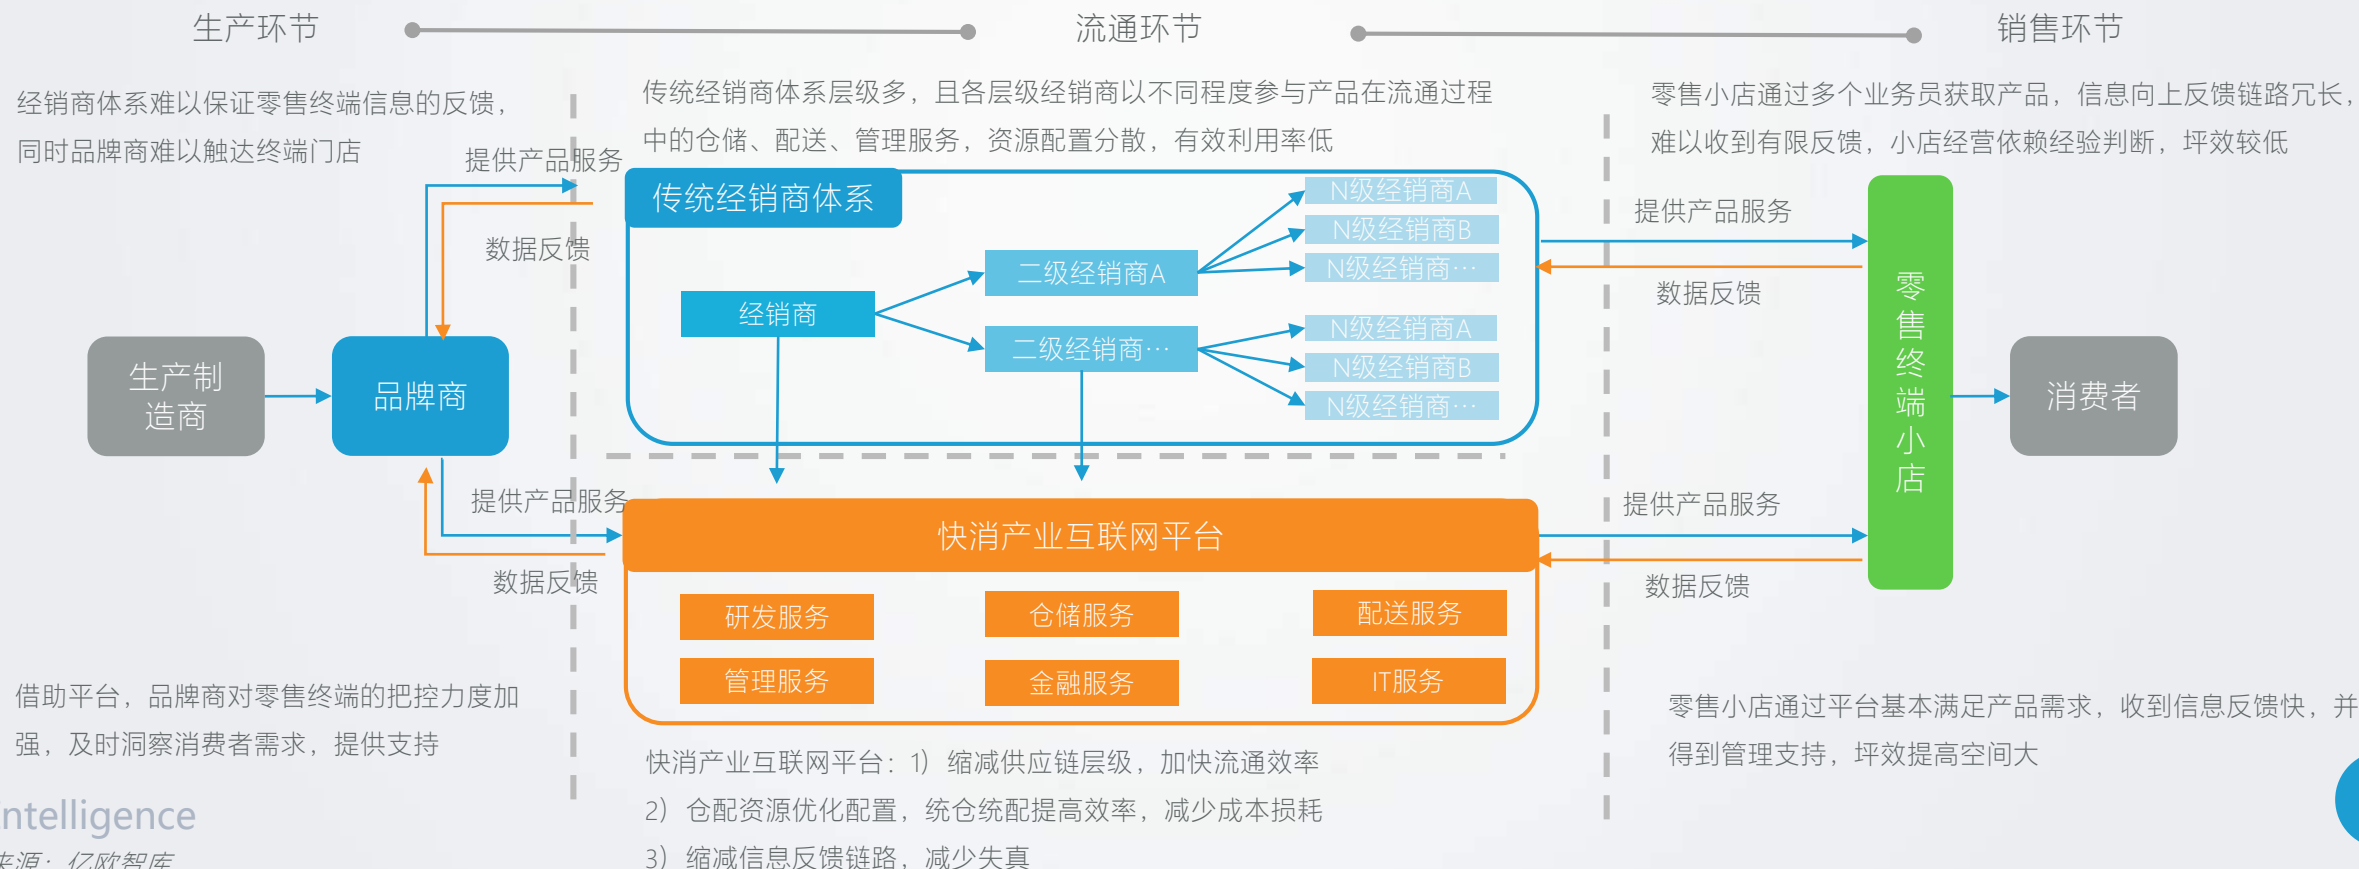 生产环节
流通环节
销售环节
经销商体系难以保证零售终端信息的反馈，
同时品牌商难以触达终端门店
传统经销商体系层级多，且各层级经销商以不同程度参与产品在流通过程
中的仓储、配送、管理服务，资源配置分散，有效利用率低
零售小店通过多个业务员获取产品，信息向上反馈链路冗长，
难以收到有限反馈，小店经营依赖经验判断，坪效较低
提供产品服务
数据反馈
传统经销商体系
经销商
二级经销商A
二级经销商…
N级经销商A
N级经销商B
N级经销商…
N级经销商A
N级经销商B
N级经销商…
提供产品服务
数据反馈
生产制
造商
品牌商
零售终端小店
消费者
提供产品服务
数据反馈
快消产业互联网平台
研发服务
仓储服务
配送服务
管理服务
金融服务
IT服务
提供产品服务
数据反馈
借助平台，品牌商对零售终端的把控力度加
强，及时洞察消费者需求，提供支持
快消产业互联网平台：1）缩减供应链层级，加快流通效率
2）仓配资源优化配置，统仓统配提高效率，减少成本损耗
3）缩减信息反馈链路，减少失真
零售小店通过平台基本满足产品需求，收到信息反馈快，并
得到管理支持，坪效提高空间大
ntelligence
来源：亿欧智库